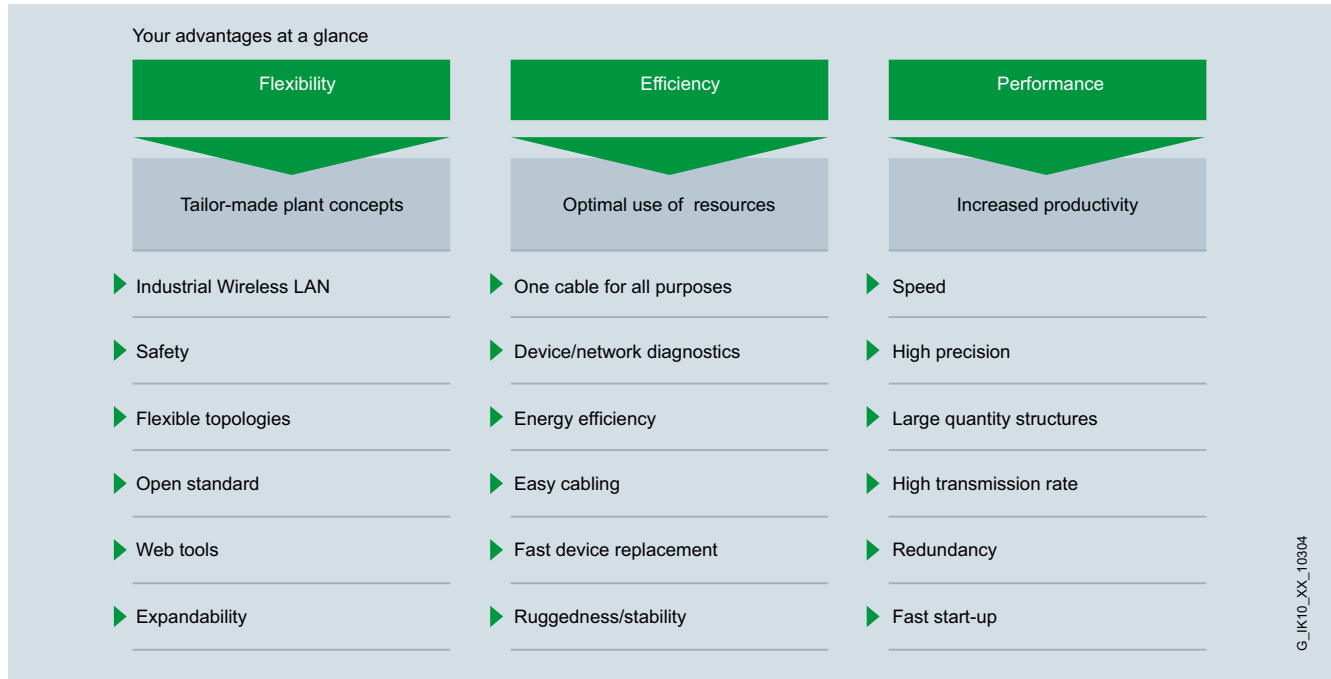 Your advantages at a glance
Flexibility
Tailor-made plant concepts
Industrial Wireless LAN
Safety
Flexible topologies
Open standard
Web tools
Expandability
Efficiency
Optimal use of resources
One cable for all purposes
Device/network diagnostics
Energy efficiency
Easy cabling
Fast device replacement
Ruggedness/stability
Performance
Increased productivity
Speed
High precision
Large quantity structures
High transmission rate
Redundancy
Fast start-up
G_IK10_XX_10304